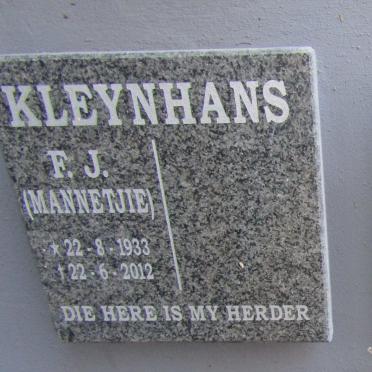 KLEYNHANS
F. J.
(MANNETJIE)
* 22 - 8 - 1933
† 22 - 6 - 2012
DIE HERE IS MY HERDER